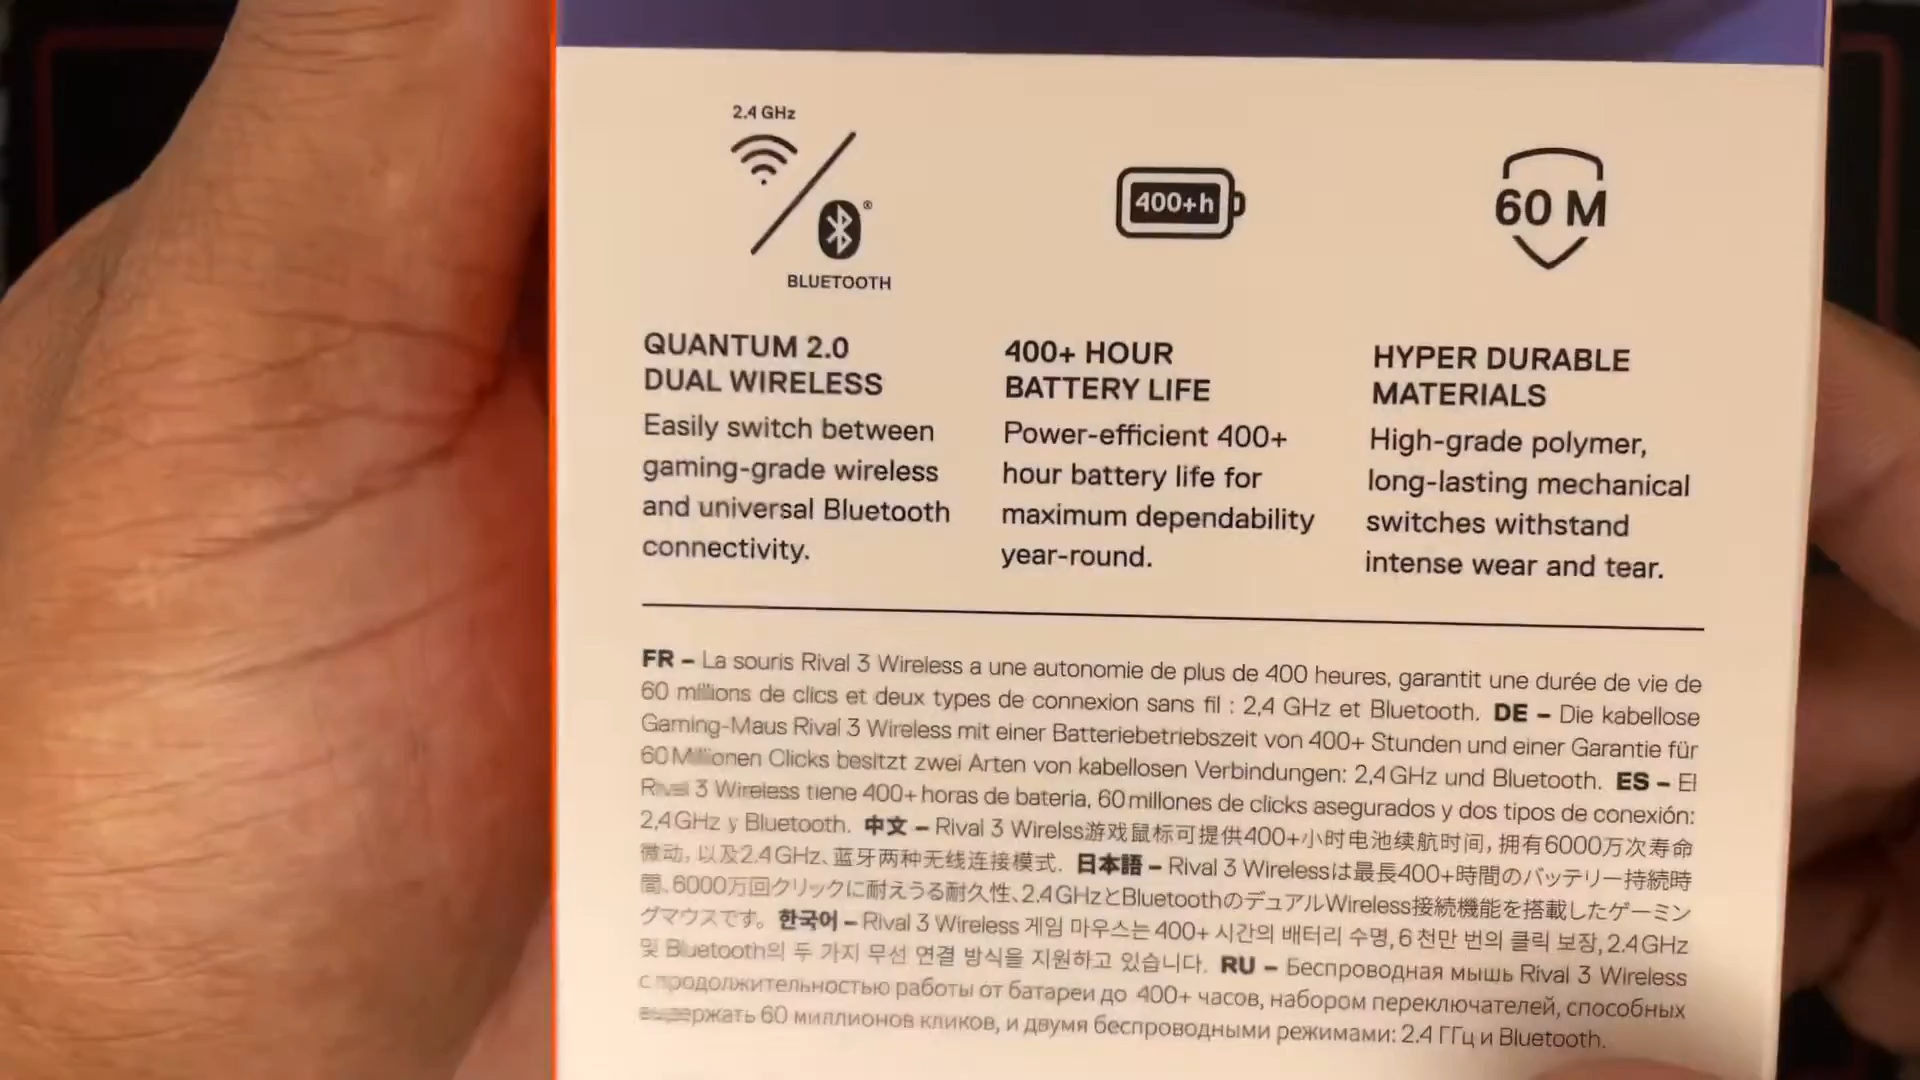 2.4 GHz
®
BLUETOOTH
400+h
60 M
QUANTUM 2.0
DUAL WIRELESS
Easily switch between
gaming-grade wireless
and universal Bluetooth
connectivity.
400+ HOUR
BATTERY LIFE
Power-efficient 400+
hour battery life for
maximum dependability
year-round.
HYPER DURABLE
MATERIALS
High-grade polymer,
long-lasting mechanical
switches withstand
intense wear and tear.
FR – La souris Rival 3 Wireless a une autonomie de plus de 400 heures, garantit une durée de vie de
60 millions de clics et deux types de connexion sans fil : 2,4 GHz et Bluetooth. DE – Die kabellose
Gaming-Maus Rival 3 Wireless mit einer Batteriebetriebszeit von 400+ Stunden und einer Garantie für
60 Millionen Clicks besitzt zwei Arten von kabellosen Verbindungen: 2,4 GHz und Bluetooth. ES – El
Rival 3 Wireless tiene 400+ horas de bateria, 60 millones de clicks asegurados y dos tipos de conexión:
2,4 GHz y Bluetooth. 中文 – Rival 3 Wirelss游戏鼠标可提供400+小时电池续航时间, 拥有6000万次寿命
微动, 以及2.4 GHz、蓝牙两种无线连接模式. 日本語 – Rival 3 Wirelessは最長400+時間のバッテリー持続時
間、6000万回クリックに耐えうる耐久性、2.4 GHzとBluetoothのデュアルWireless接続機能を搭載したゲーミン
グマウスです。 한국어 – Rival 3 Wireless 게임 마우스는 400+ 시간의 배터리 수명, 6 천만 번의 클릭 보장, 2.4 GHz
및 Bluetooth의 두 가지 무선 연결 방식을 지원하고 있습니다. RU – Беспроводная мышь Rival 3 Wireless
с продолжительностью работы от батареи до 400+ часов, набором переключателей, способных
выдержать 60 миллионов кликов, и двумя беспроводными режимами: 2.4 ГГц и Bluetooth.